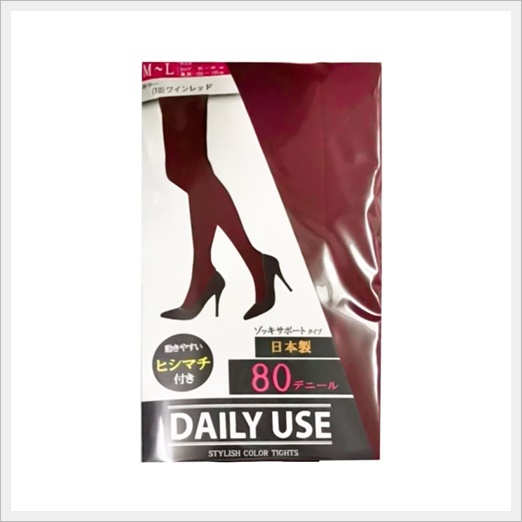 M～L
(10)ワインレッド
ゾッキサポートタイプ
日本製
動きやすい
ヒシマチ
付き
80デニール
DAILY USE
STYLISH COLOR TIGHTS